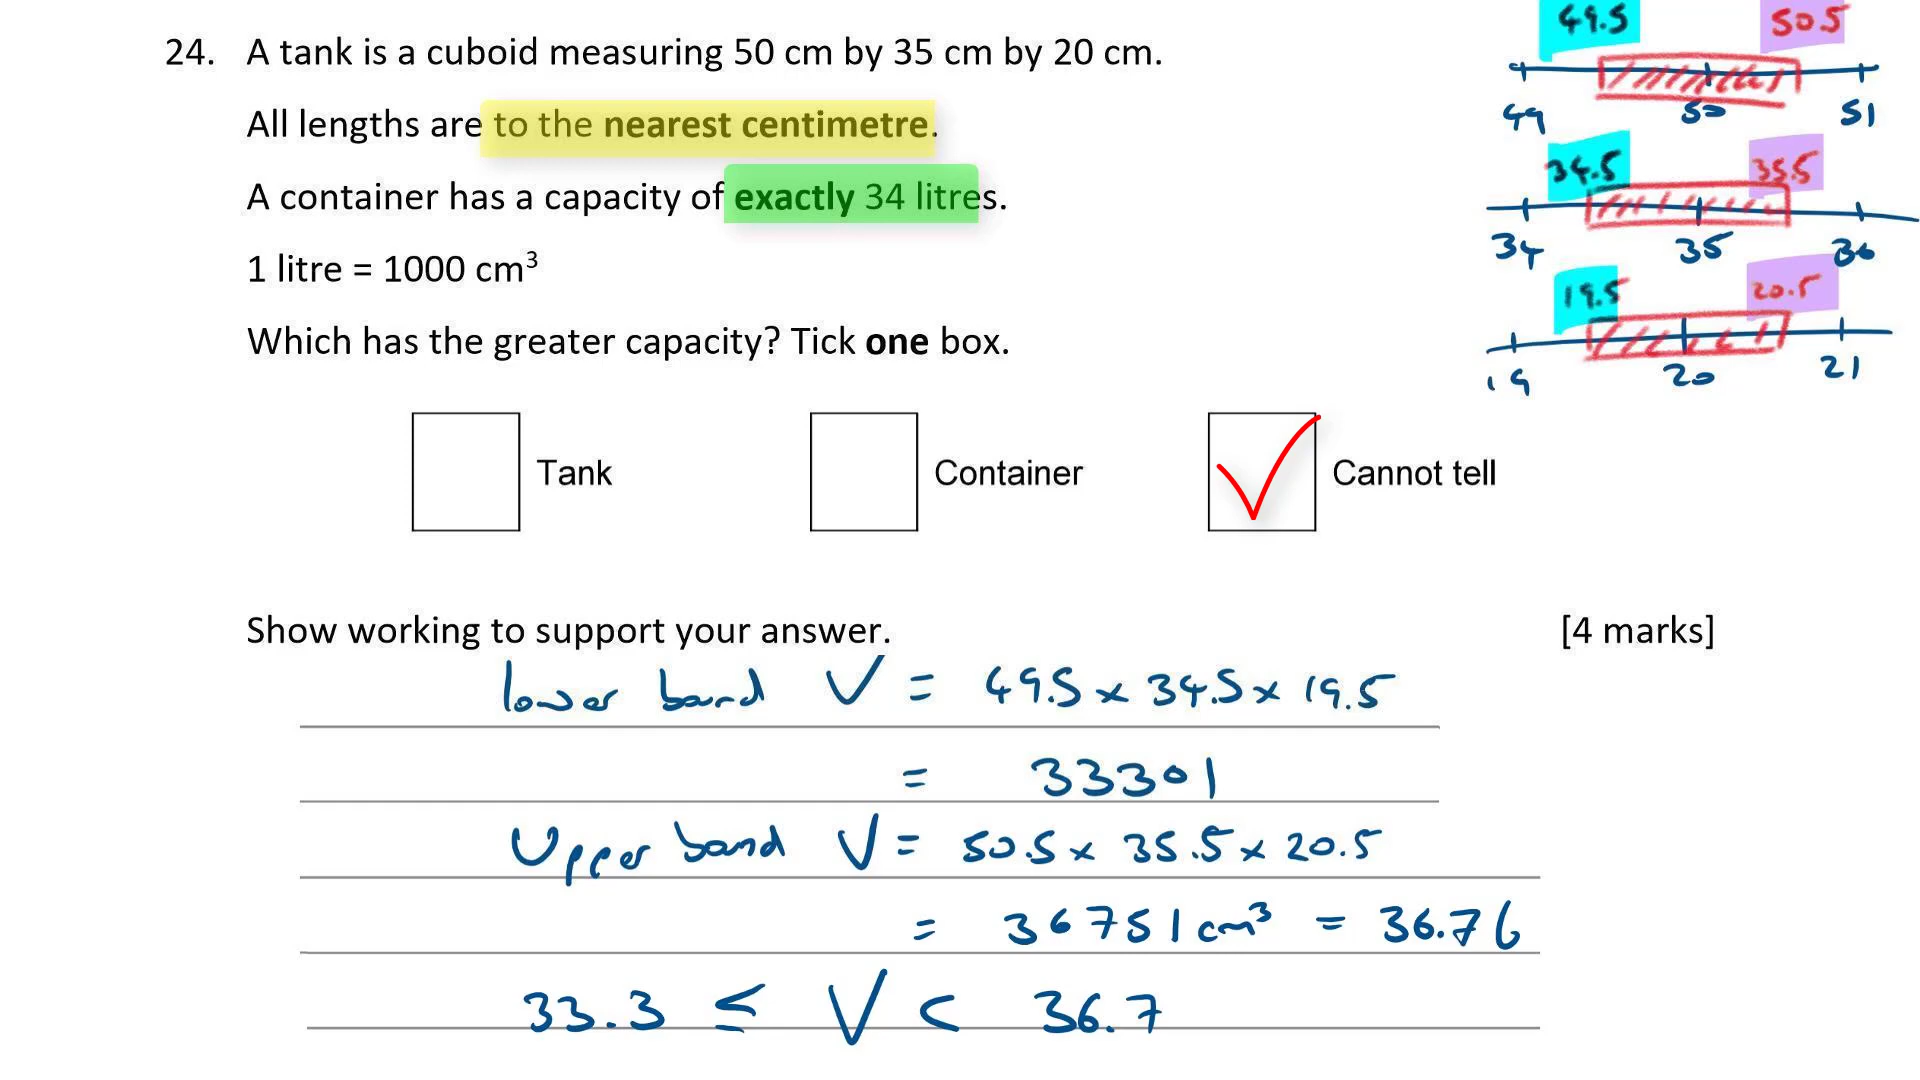 24. A tank is a cuboid measuring 50 cm by 35 cm by 20 cm.
All lengths are to the nearest centimetre.
A container has a capacity of exactly 34 litres.
1 litre = 1000 cm³
Which has the greater capacity? Tick one box.
49.5 50.5
49 50 51
34.5 35.5
34 35 36
19.5 20.5
19 20 21
Tank Container Cannot tell
Show working to support your answer. [4 marks]
lower band V = 49.5 x 34.5 x 19.5
= 33301
Upper band V = 50.5 x 35.5 x 20.5
= 36751 cm³ = 36.76
33.3 ≤ V < 36.7